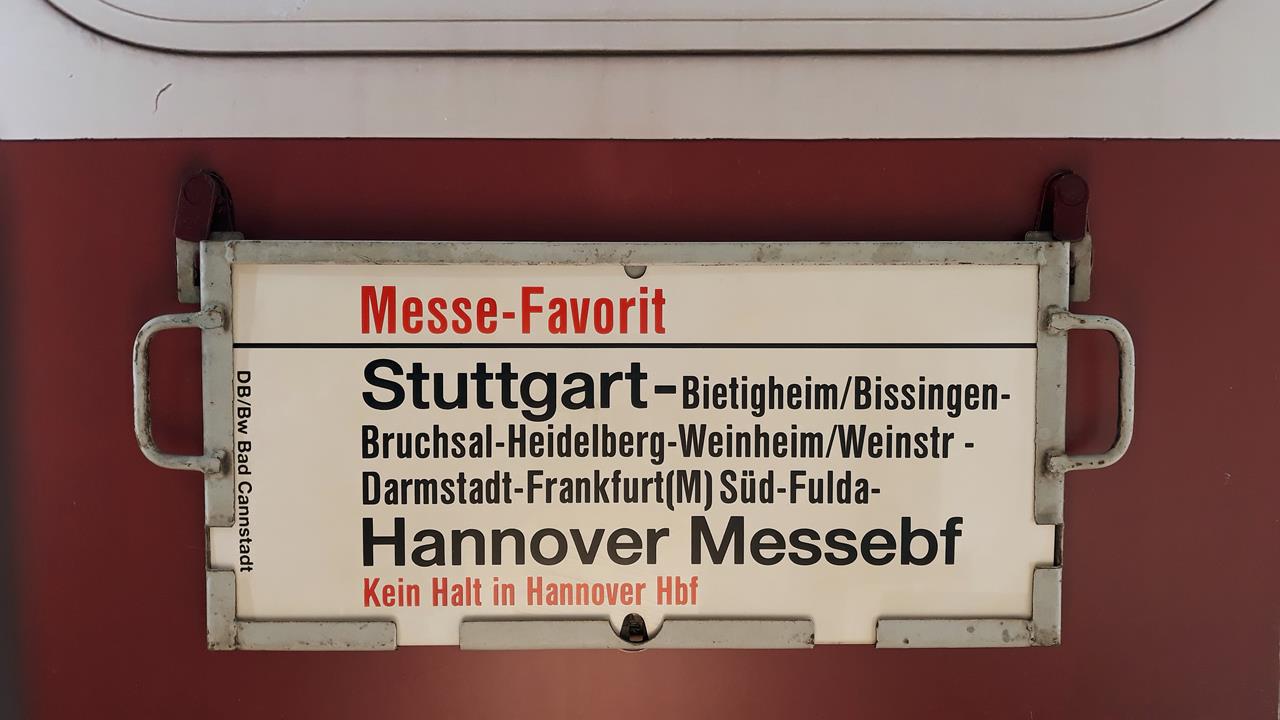 Messe-Favorit
Stuttgart-Bietigheim/Bissingen-
Bruchsal-Heidelberg-Weinheim/Weinstr -
Darmstadt-Frankfurt(M) Süd-Fulda-
Hannover Messebf
Kein Halt in Hannover Hbf
DB/Bw Bad Cannstadt